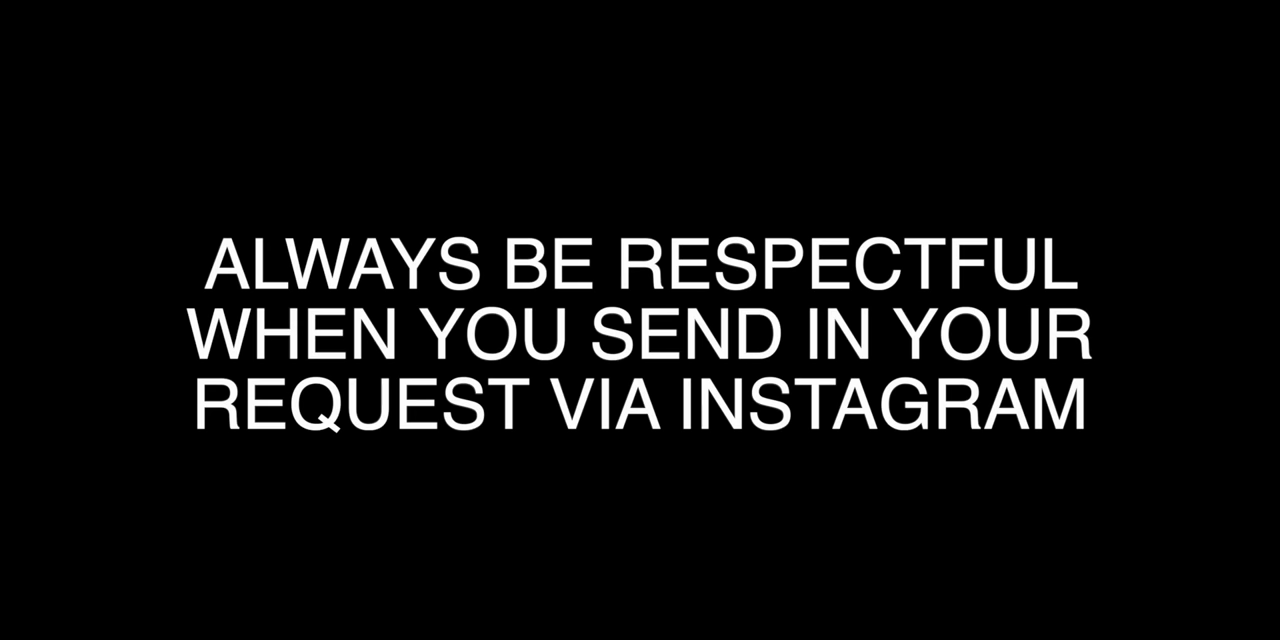 ALWAYS BE RESPECTFUL
WHEN YOU SEND IN YOUR
REQUEST VIA INSTAGRAM